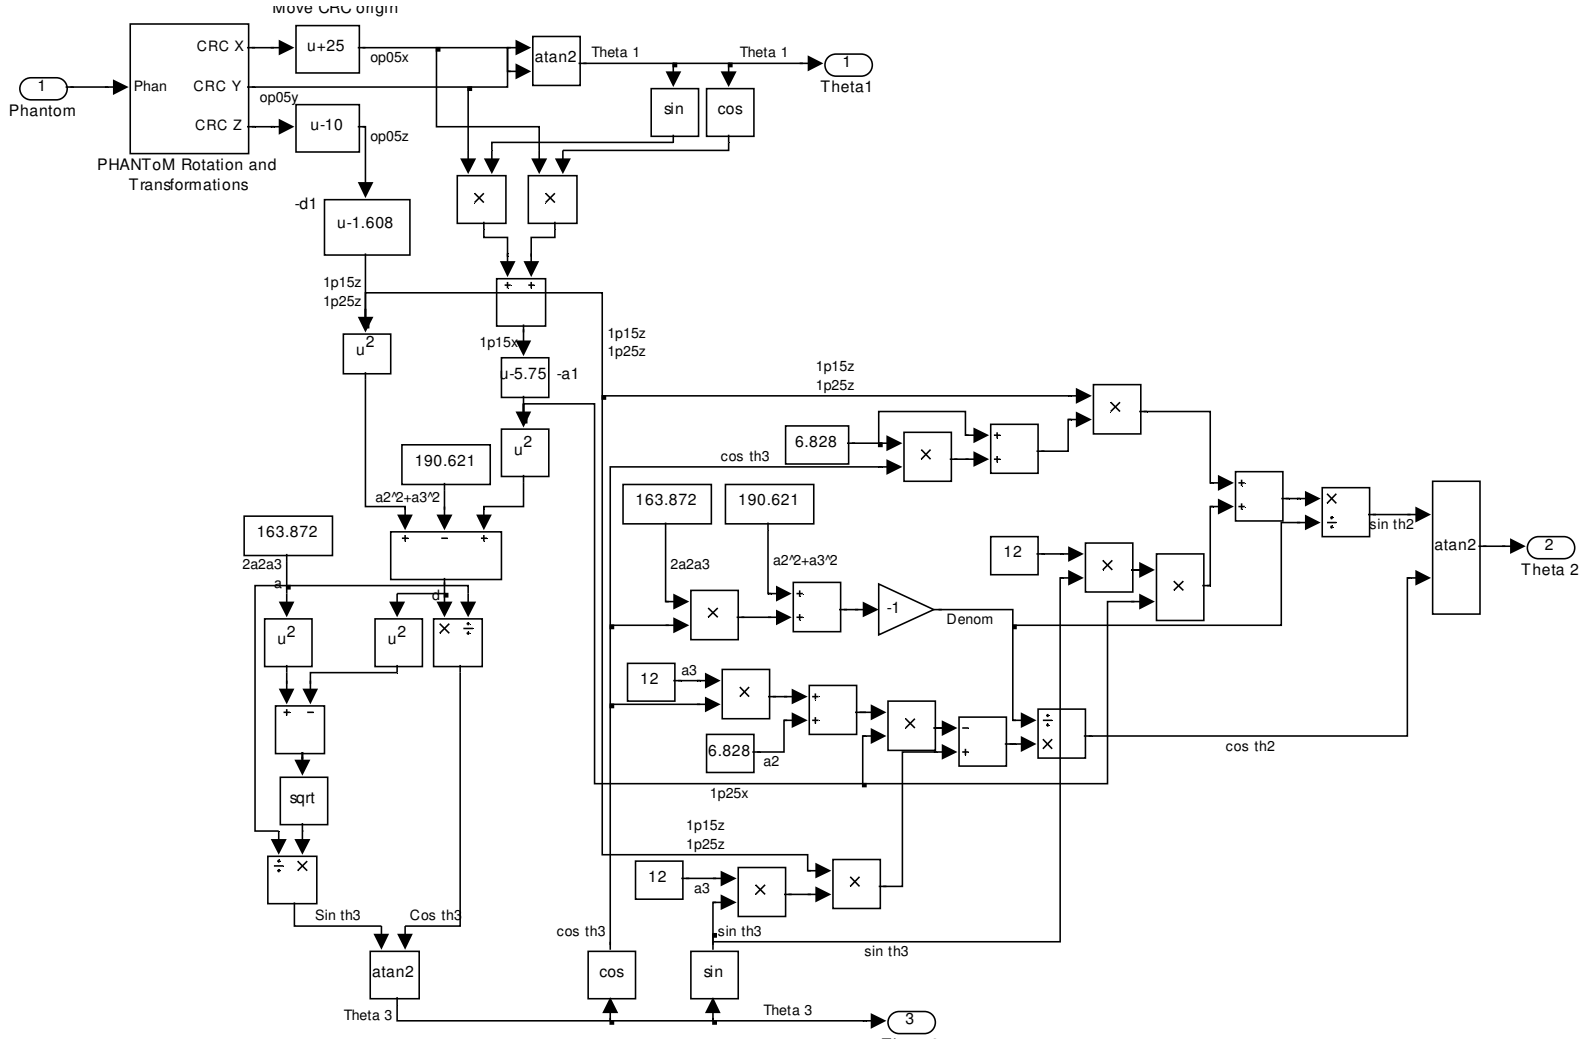 Move CRC origin
CRC X
u+25
op05x
atan2
Theta 1
Theta 1
1
Theta1
1
Phantom
Phan
CRC Y
op05y
CRC Z
u-10
op05z
sin
cos
PHANToM Rotation and
Transformations
×
×
-d1
u-1.608
1p15z
1p25z
+ +
u2
1p15x
u-5.75
-a1
1p15z
1p25z
1p15z
1p25z
×
u2
190.621
a2^2+a3^2
6.828
×
+
+
cos th3
163.872
190.621
+
+
×
÷
sin th2
atan2
2
Theta 2
163.872
2a2a3
a
+ − +
d
2a2a3
a2^2+a3^2
12
×
×
u2
u2
× ÷
×
+
+
-1
Denom
12
a3
×
+
+
×
−
+
÷
×
cos th2
6.828
a2
+ −
sqrt
1p25x
÷ ×
1p15z
1p25z
12
a3
×
×
Sin th3
Cos th3
cos th3
sin th3
sin th3
atan2
cos
sin
Theta 3
Theta 3
3